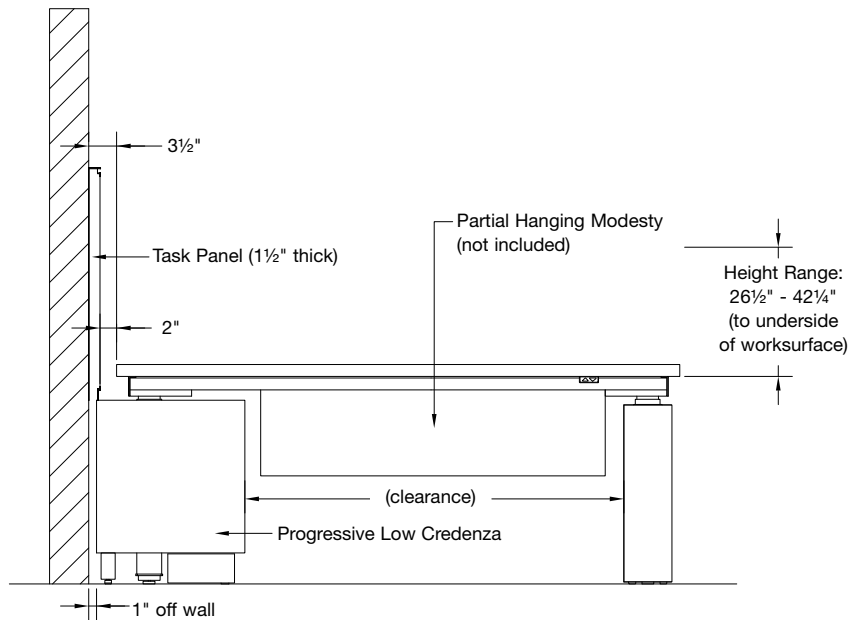 3½"
Partial Hanging Modesty
(not included)
Task Panel (1½" thick)
Height Range:
26½" - 42¼"
(to underside
of worksurface)
2"
(clearance)
Progressive Low Credenza
1" off wall